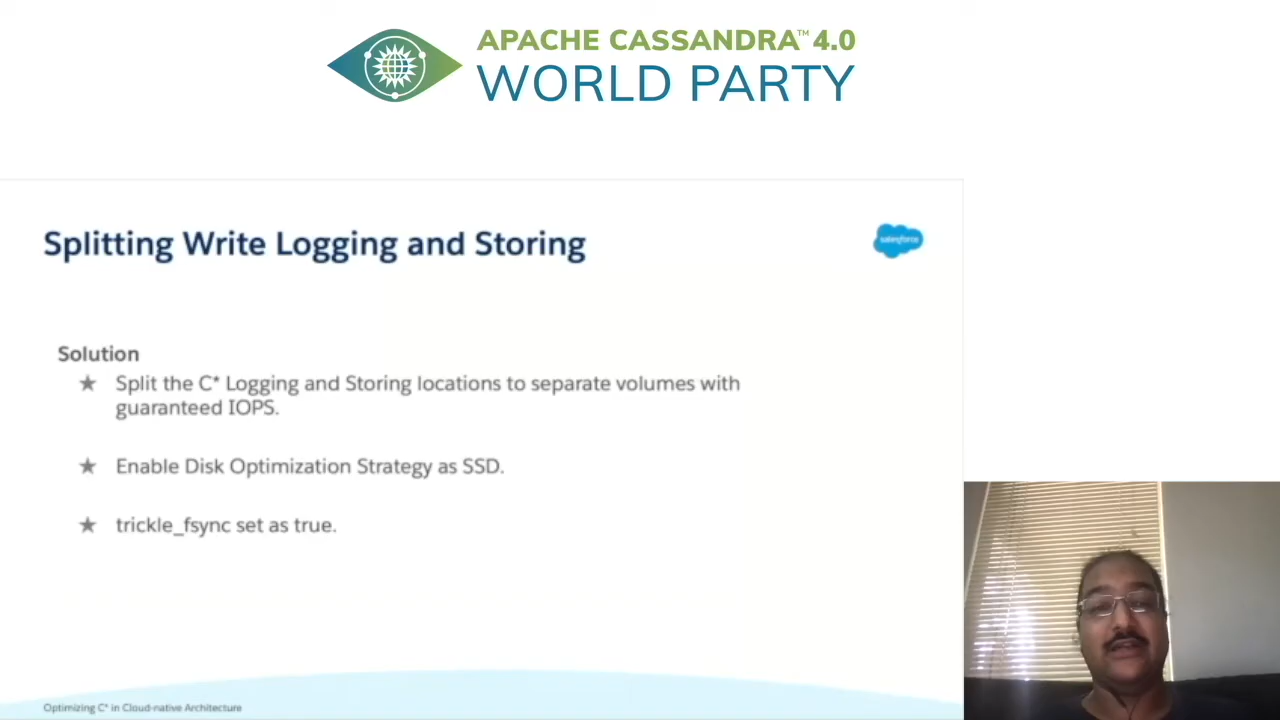 APACHE CASSANDRA™ 4.0
WORLD PARTY
Splitting Write Logging and Storing
salesforce
Solution
★ Split the C* Logging and Storing locations to separate volumes with
guaranteed IOPS.
★ Enable Disk Optimization Strategy as SSD.
★ trickle_fsync set as true.
Optimizing C* in Cloud-native Architecture